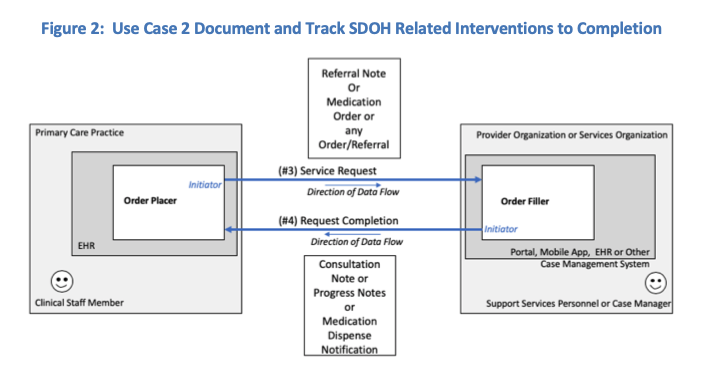 Figure 2: Use Case 2 Document and Track SDOH Related Interventions to Completion
Referral Note
Or
Medication
Order or
any
Order/Referral
Primary Care Practice
Initiator
Order Placer
EHR
Clinical Staff Member
(#3) Service Request
Direction of Data Flow
(#4) Request Completion
Direction of Data Flow
Provider Organization or Services Organization
Order Filler
Initiator
Portal, Mobile App, EHR or Other
Case Management System
Support Services Personnel or Case Manager
Consultation
Note or
Progress Notes
or
Medication
Dispense
Notification